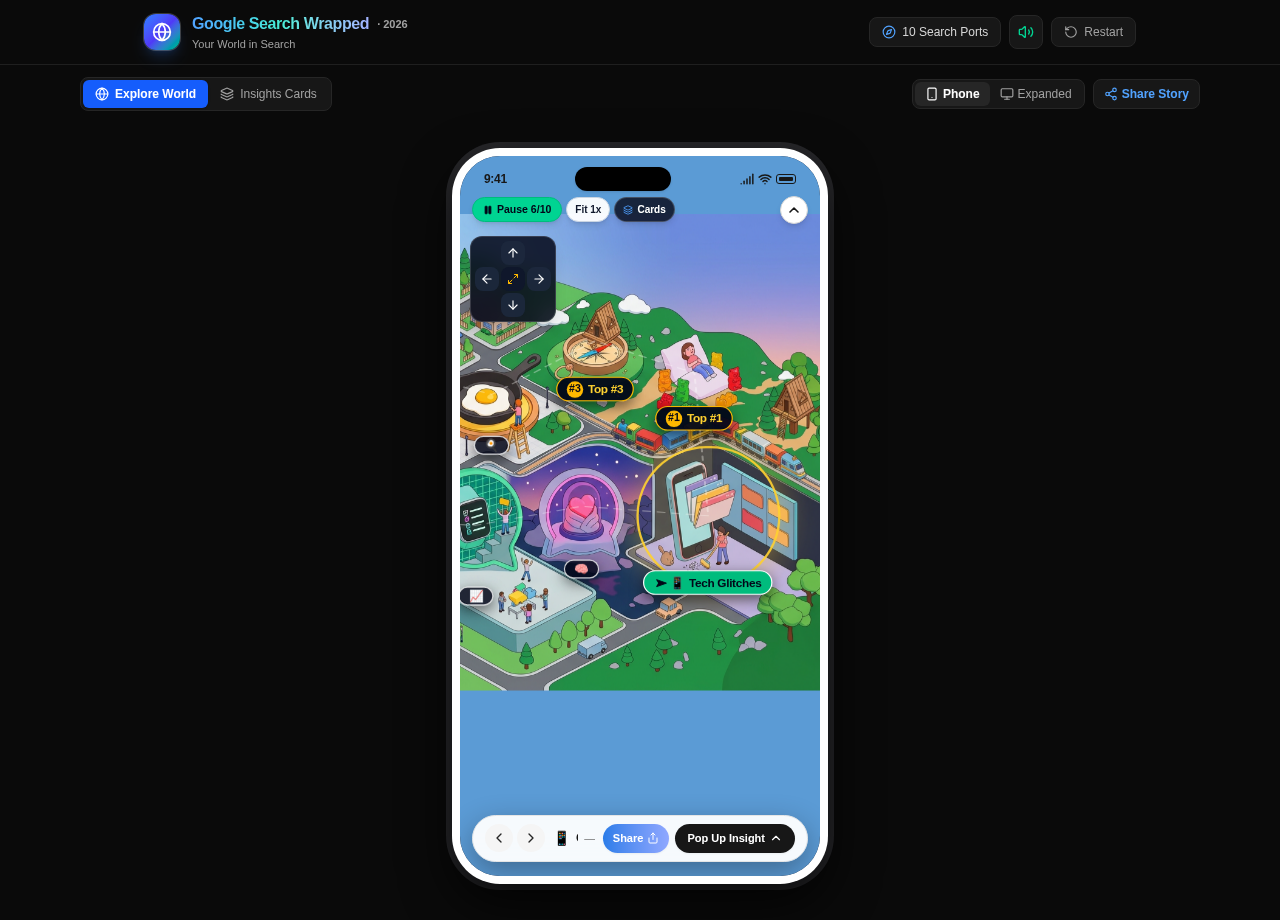 Google Search Wrapped · 2026
Your World in Search
10 Search Ports
Restart
Explore World
Insights Cards
Phone
Expanded
Share Story
9:41
Pause 6/10
Fit 1x
Cards
#3 Top #3
#1 Top #1
Tech Glitches
Share
Pop Up Insight